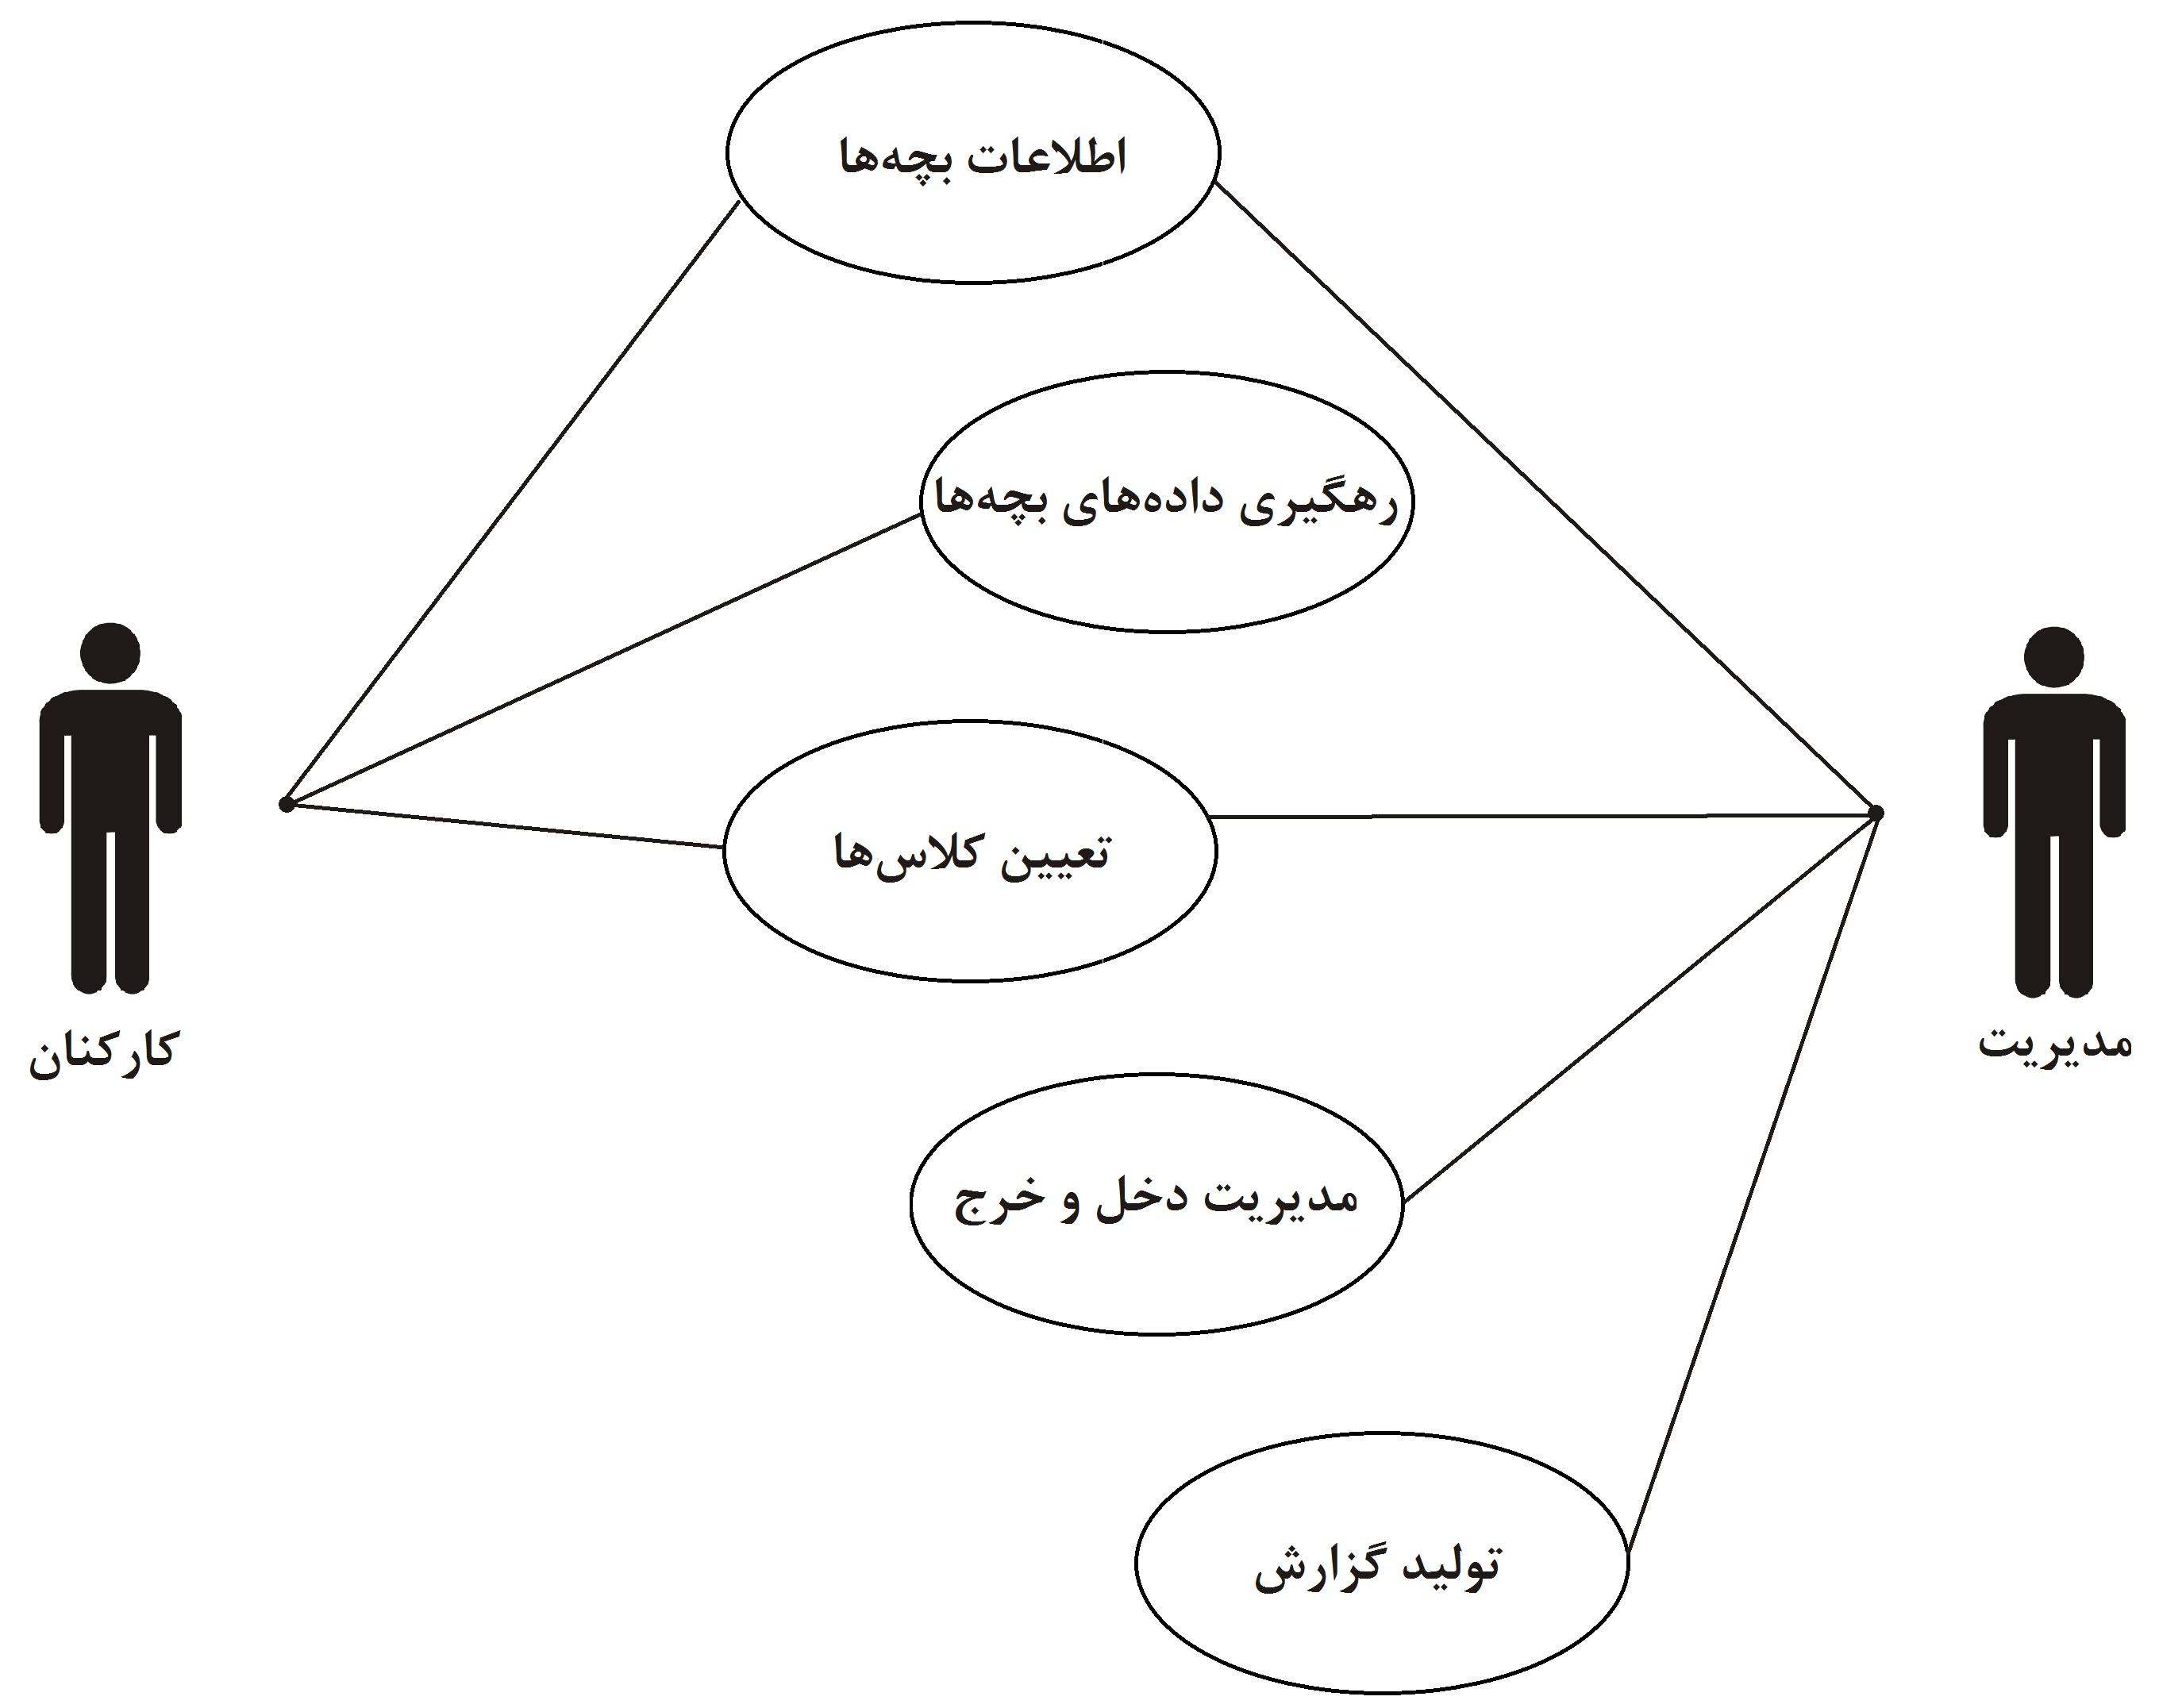 اطلاعات بچه‌ها
رهگیری داده‌های بچه‌ها
تعیین کلاس‌ها
مدیریت
کارکنان
مدیریت دخل و خرج
تولید گزارش